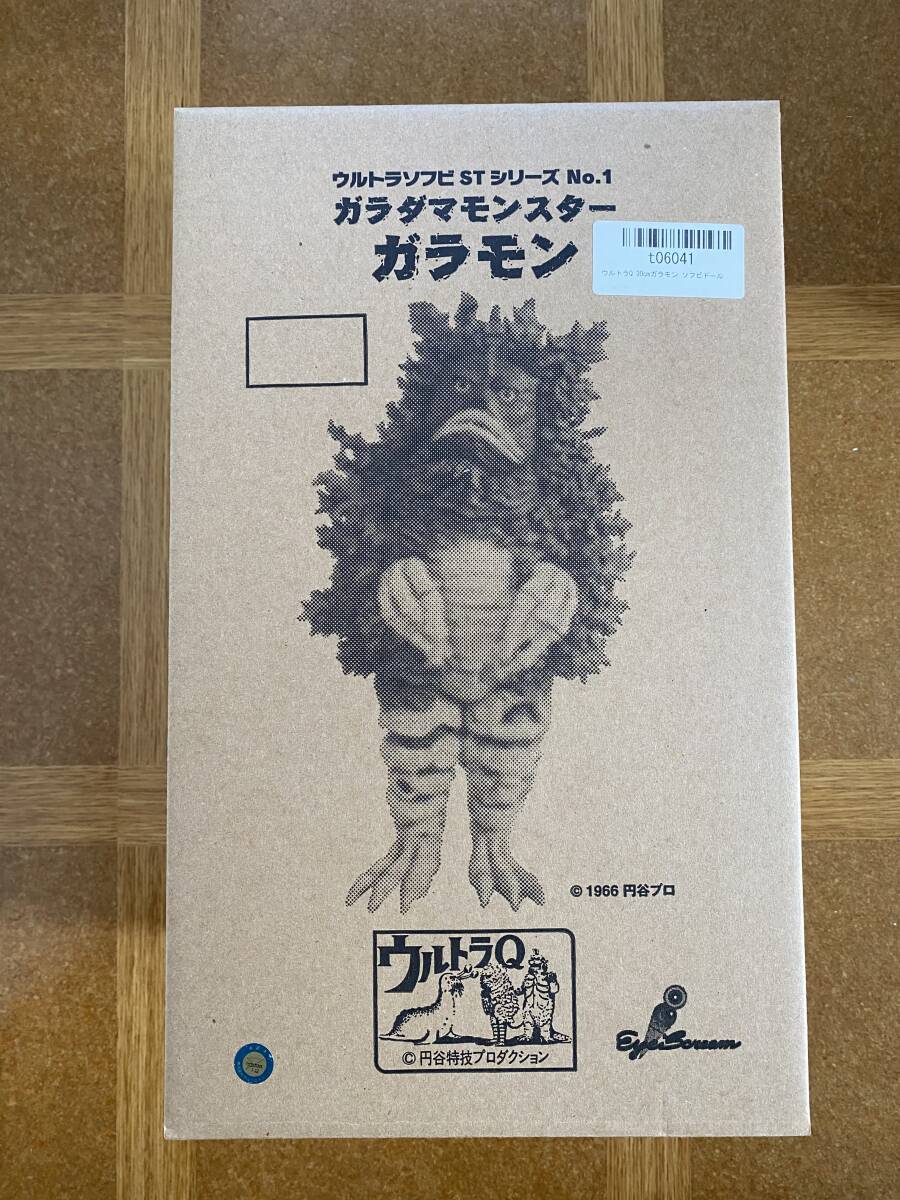 ウルトラソフビ STシリーズ No.1
ガラダマモンスター
ガラモン
t06041
ウルトラQ 30cmガラモン ソフビドール
© 1966 円谷プロ
ウルトラQ
© 円谷特技プロダクション
Eye Scream